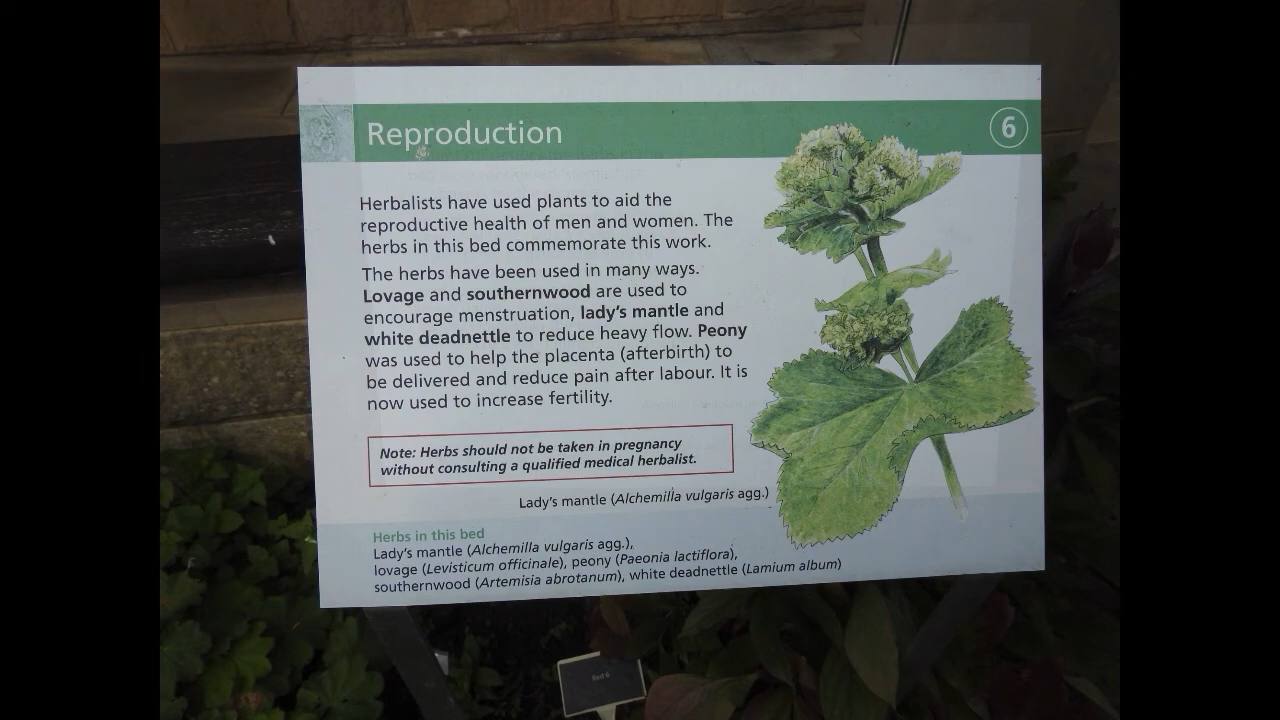 Reproduction
6
Herbalists have used plants to aid the
reproductive health of men and women. The
herbs in this bed commemorate this work.
The herbs have been used in many ways.
Lovage and southernwood are used to
encourage menstruation, lady's mantle and
white deadnettle to reduce heavy flow. Peony
was used to help the placenta (afterbirth) to
be delivered and reduce pain after labour. It is
now used to increase fertility.
Note: Herbs should not be taken in pregnancy
without consulting a qualified medical herbalist.
Lady's mantle (Alchemilla vulgaris agg.)
Herbs in this bed
Lady's mantle (Alchemilla vulgaris agg.),
lovage (Levisticum officinale), peony (Paeonia lactiflora),
southernwood (Artemisia abrotanum), white deadnettle (Lamium album)
Bed 6